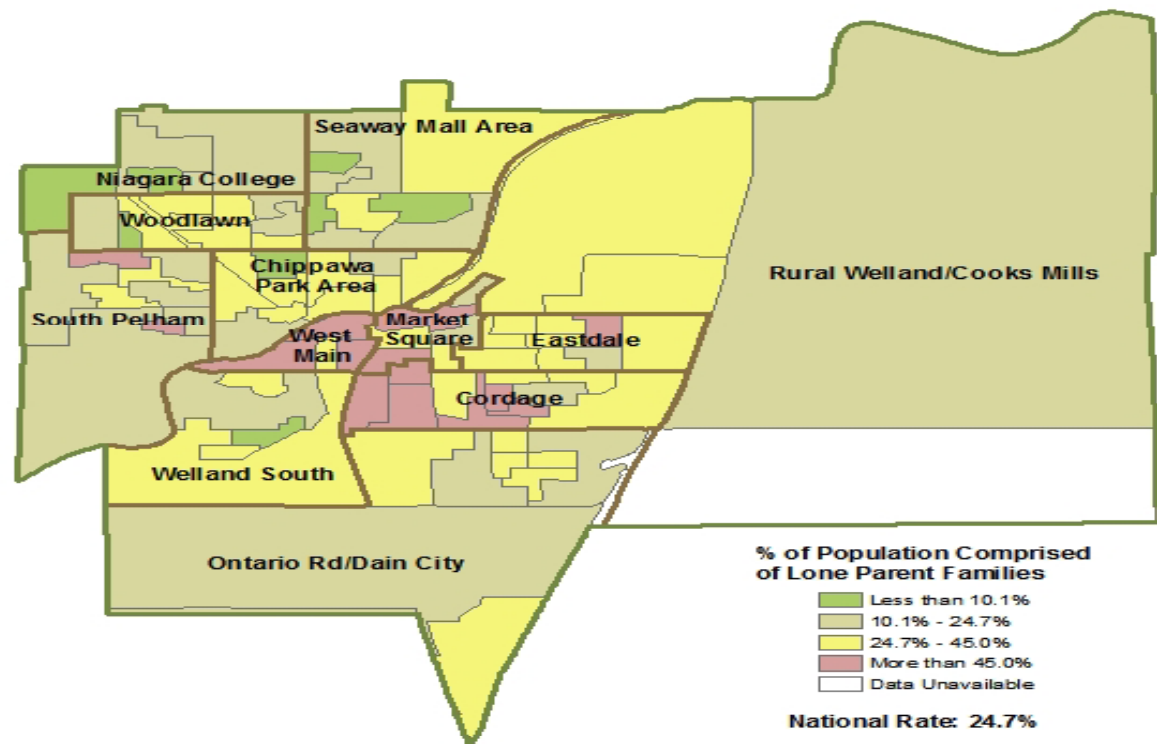 Seaway Mall Area
Niagara College
Woodlawn
Chippawa
Park Area
Rural Welland/Cooks Mills
South Pelham
Market
Square
West
Main
Eastdale
Cordage
Welland South
Ontario Rd/Dain City
% of Population Comprised
of Lone Parent Families
Less than 10.1%
10.1% - 24.7%
24.7% - 45.0%
More than 45.0%
Data Unavailable
National Rate: 24.7%